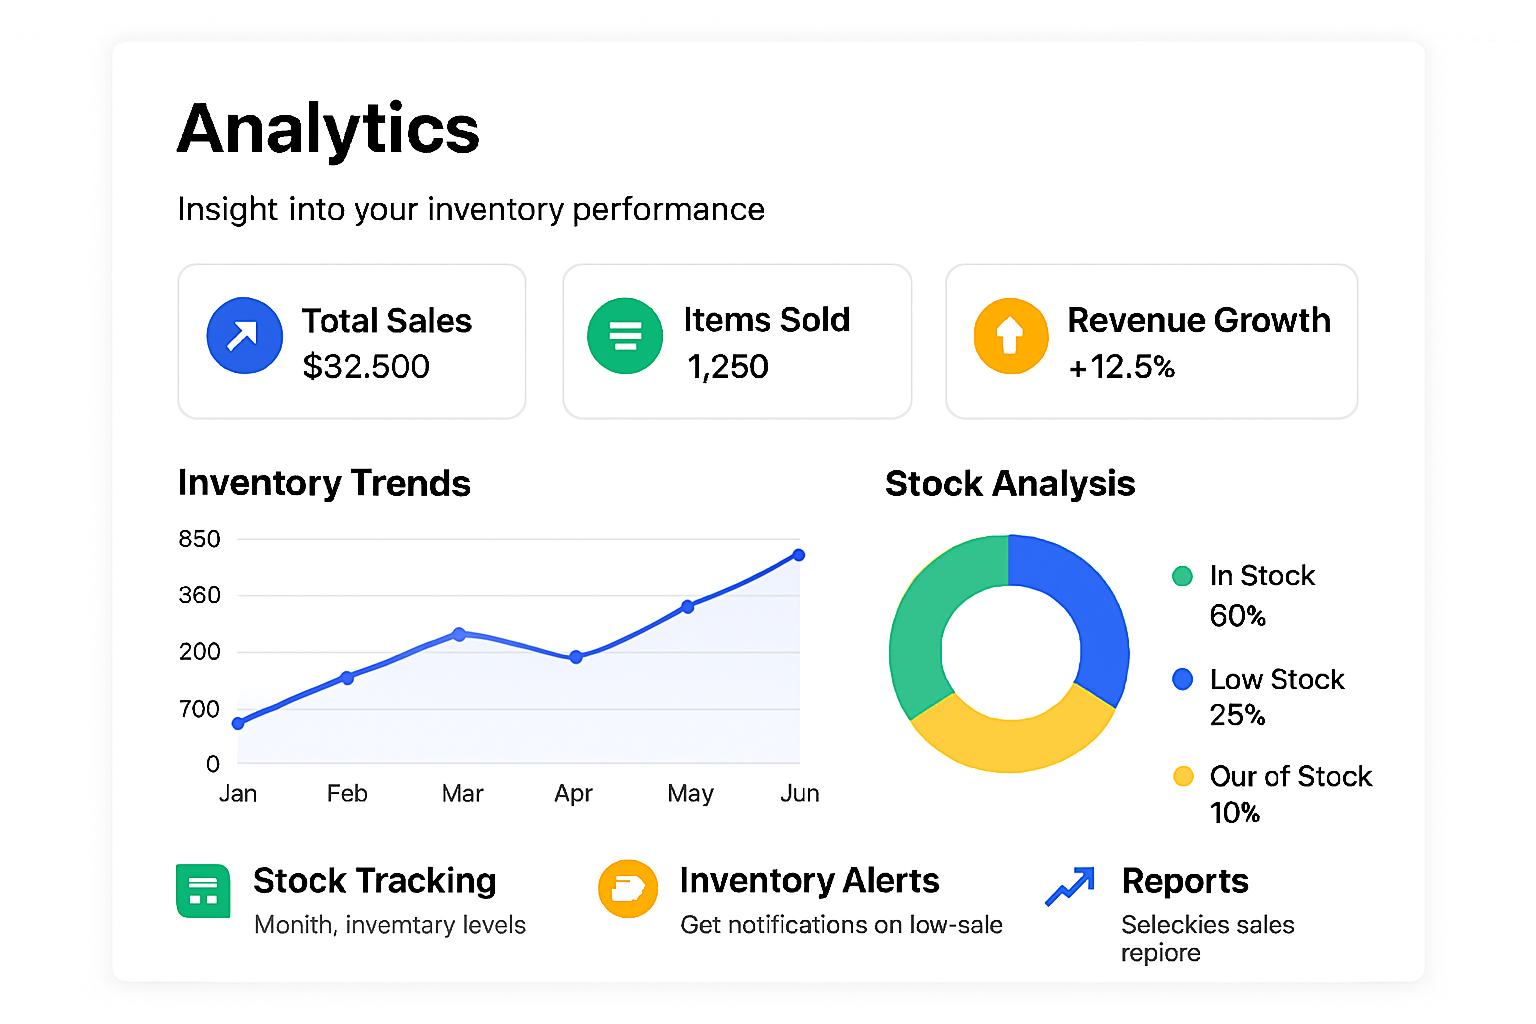 Analytics
Insight into your inventory performance
Total Sales
$32.500
Items Sold
1,250
Revenue Growth
+12.5%
Inventory Trends
850
360
200
700
0
Jan Feb Mar Apr May Jun
Stock Analysis
In Stock
60%
Low Stock
25%
Our of Stock
10%
Stock Tracking
Monith, invemtary levels
Inventory Alerts
Get notifications on low-sale
Reports
Seleckies sales
repiore